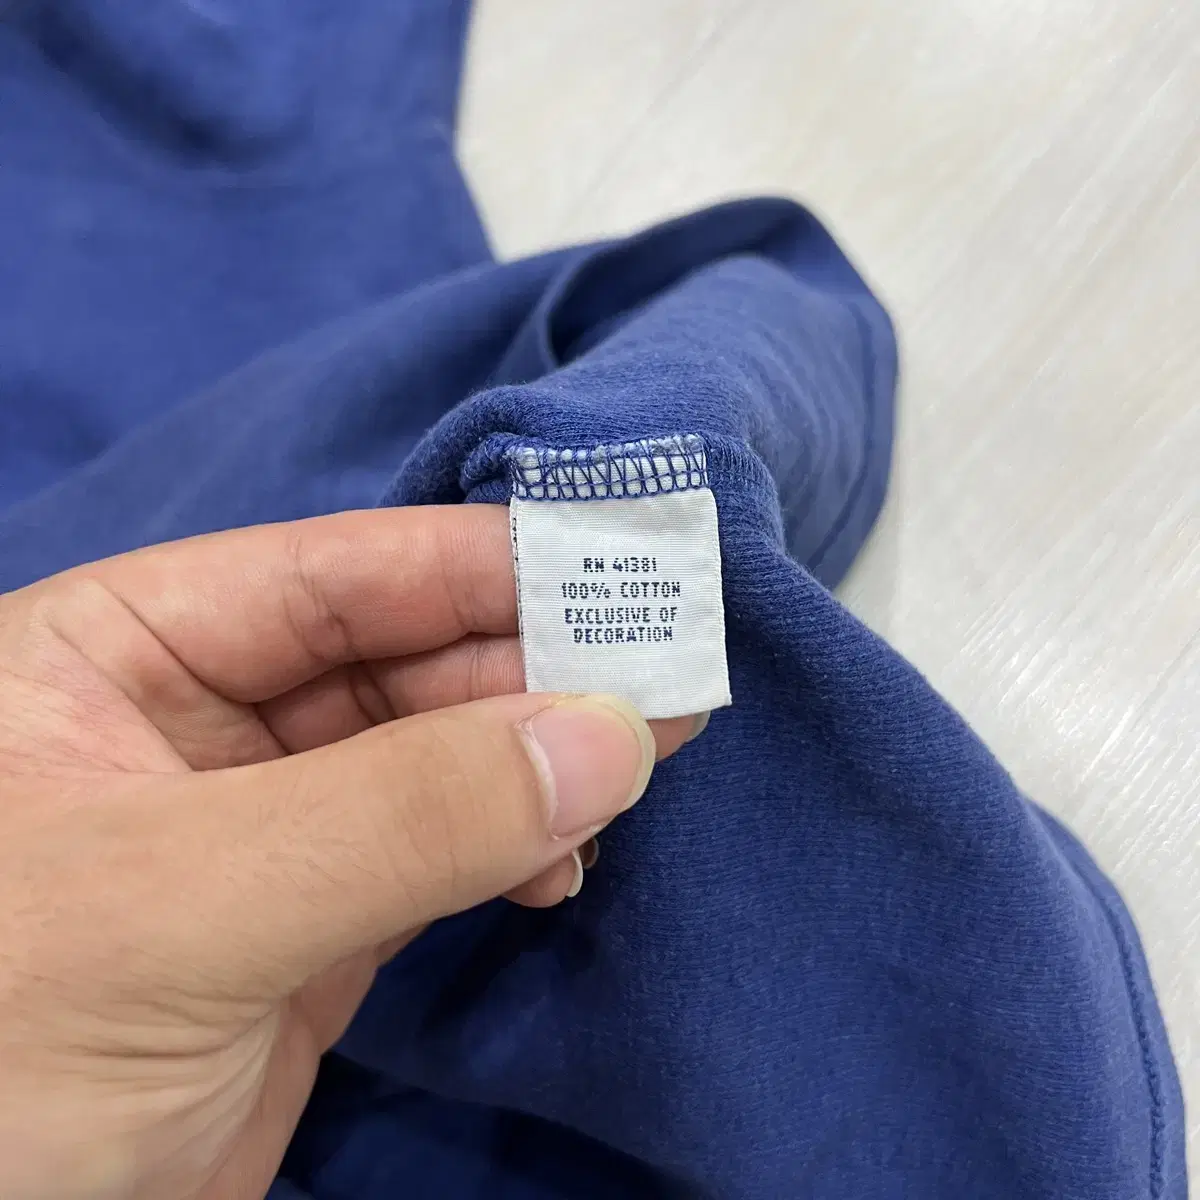 RN 41381
100% COTTON
EXCLUSIVE OF
DECORATION